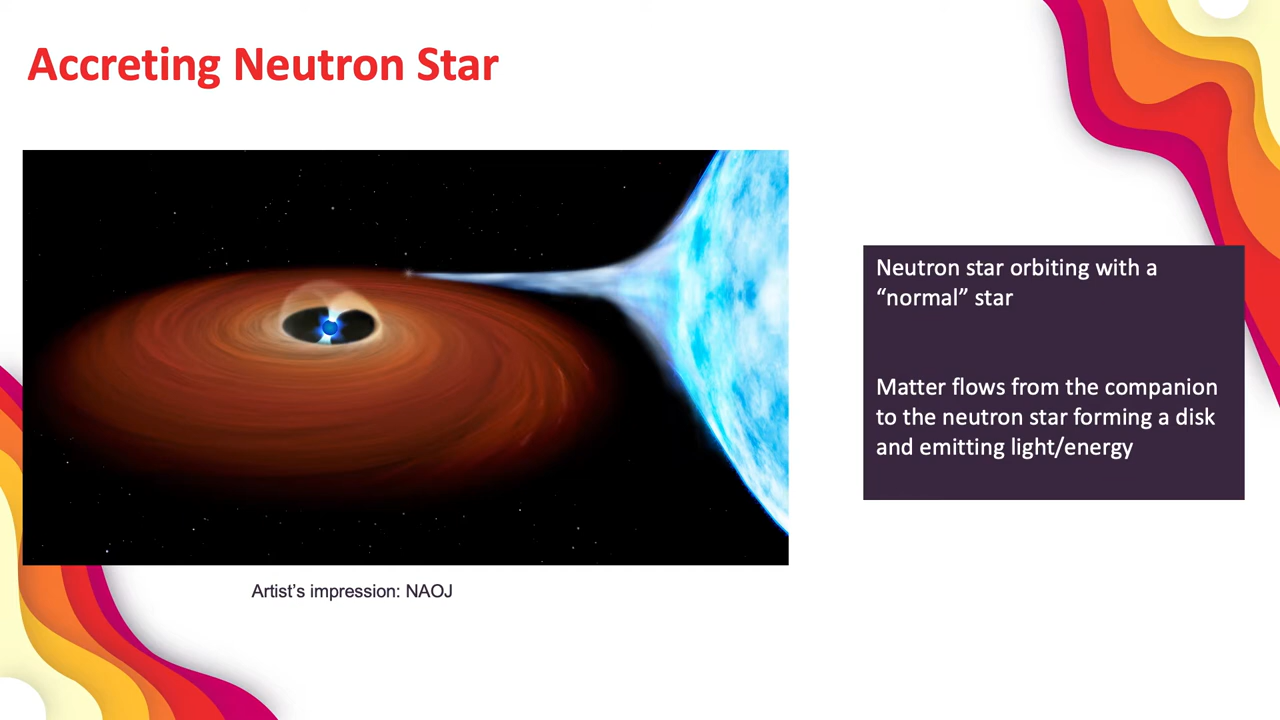 Accreting Neutron Star
Neutron star orbiting with a
“normal” star
Matter flows from the companion
to the neutron star forming a disk
and emitting light/energy
Artist’s impression: NAOJ